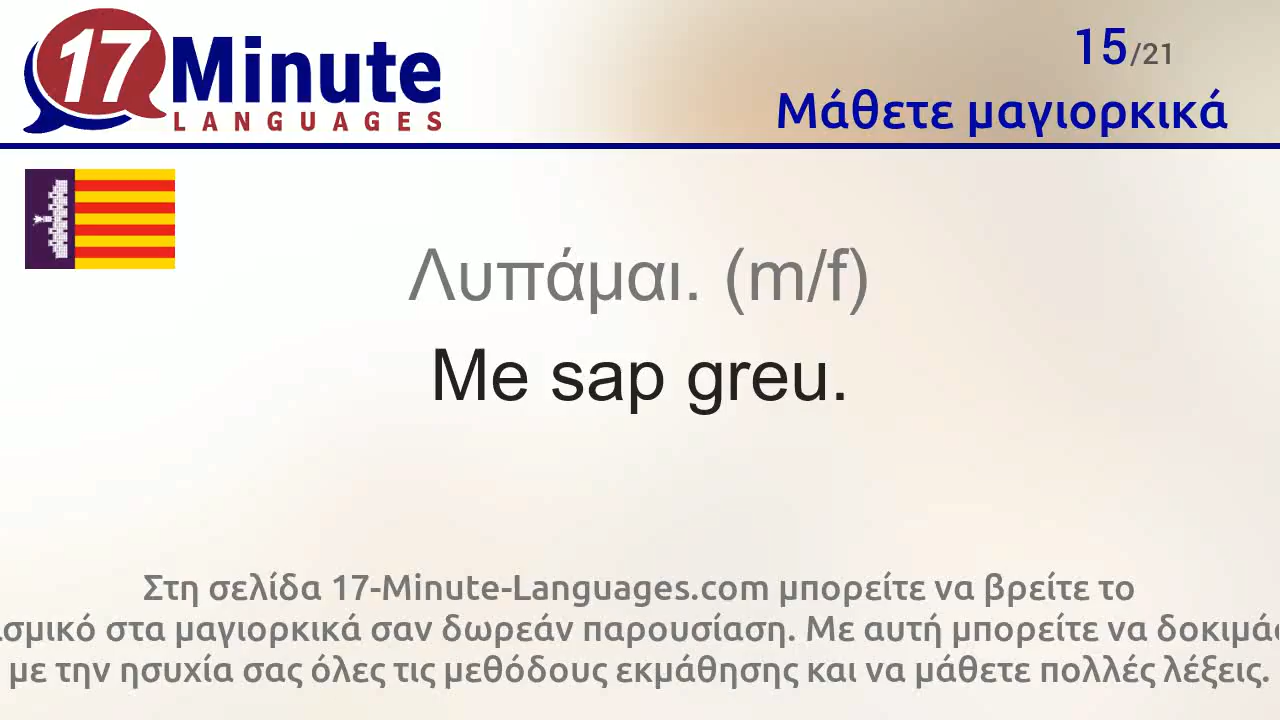 17 Minute
LANGUAGES
15/21
Μάθετε μαγιορκικά
Λυπάμαι. (m/f)
Me sap greu.
Στη σελίδα 17-Minute-Languages.com μπορείτε να βρείτε το
στα μαγιορκικά σαν δωρεάν παρουσίαση. Με αυτή μπορείτε να
με την ησυχία σας όλες τις μεθόδους εκμάθησης και να μάθετε πολλές λέξεις.